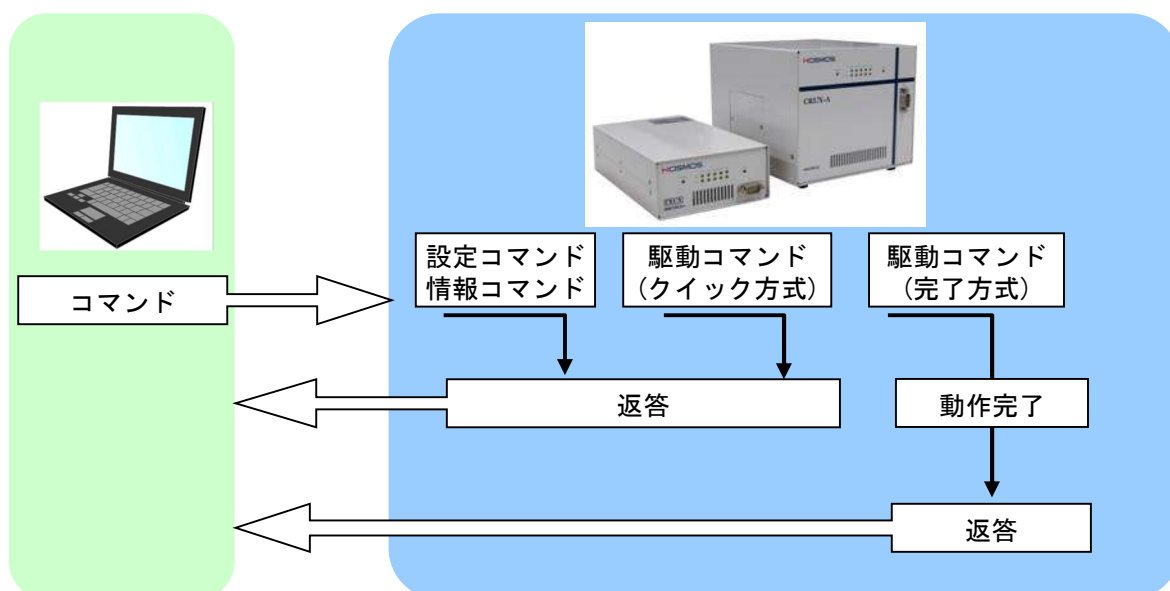 KOSMOS
CRUX-A
KOSMOS
CRUX
コマンド
設定コマンド
情報コマンド
駆動コマンド
(クイック方式)
駆動コマンド
(完了方式)
返答
動作完了
返答